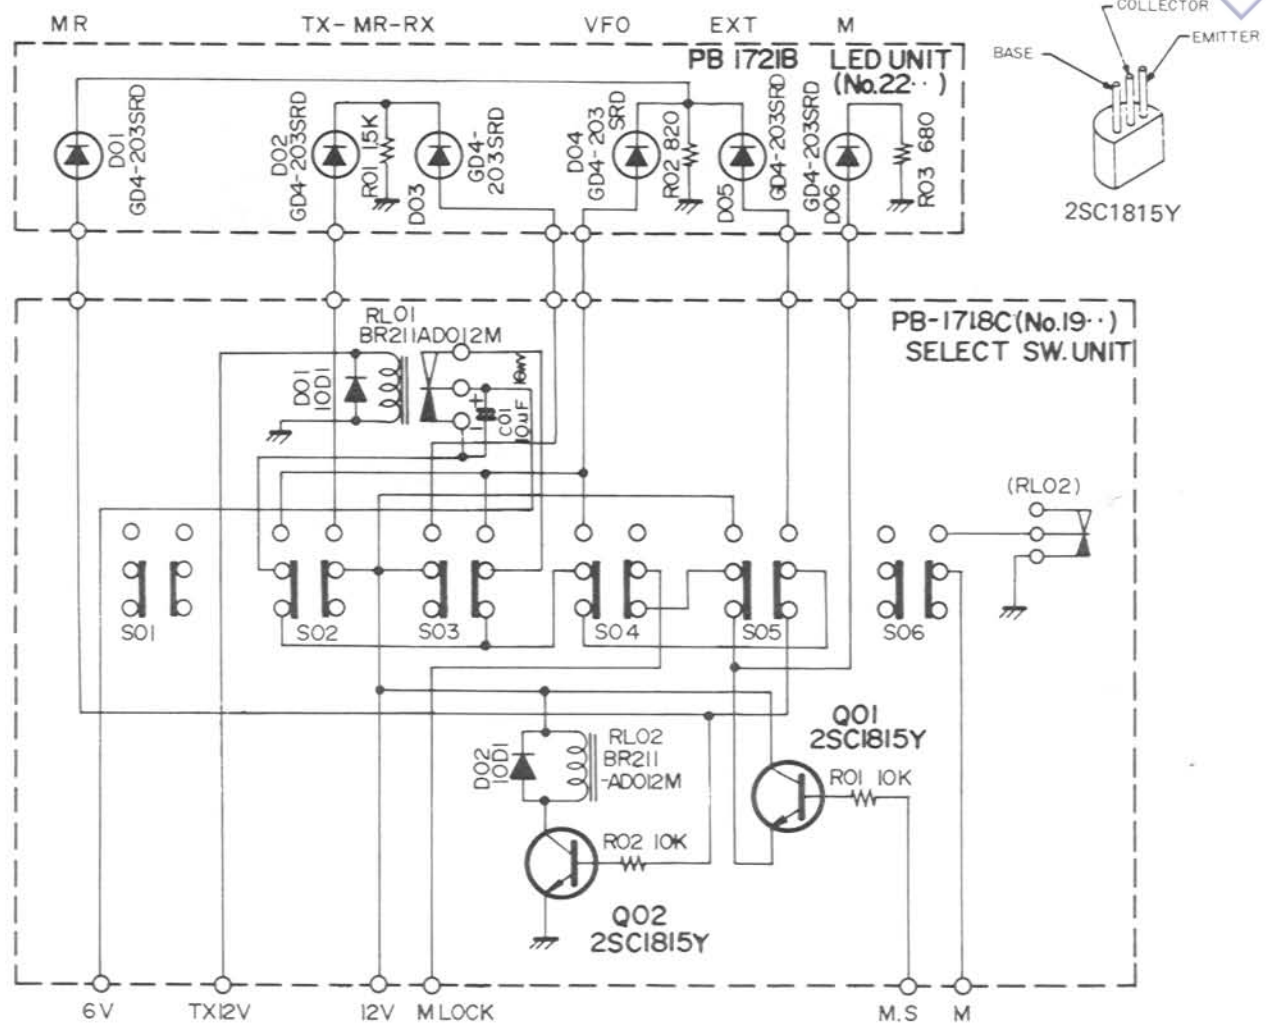 MR TX-MR-RX VFO EXT M
COLLECTOR
EMITTER
BASE
PB 1721B LED UNIT
(No.22··)
D01
GD4-203SRD
D02
GD4-203SRD
R01 1.5K
D03
GD4-
203SRD
D04
GD4-203
SRD
R02 820
D05
GD4-203SRD
D06
GD4-203SRD
R03 680
2SC1815Y
PB-1718C(No.19··)
SELECT SW.UNIT
RL01
BR211AD012M
D01
10D1
+
-
C01
10uF
16WV
(RL02)
S01 S02 S03 S04 S05 S06
Q01
2SC1815Y
R01 10K
D02
10D1
RL02
BR211
-AD012M
R02 10K
Q02
2SC1815Y
6V TX12V 12V M LOCK M.S M